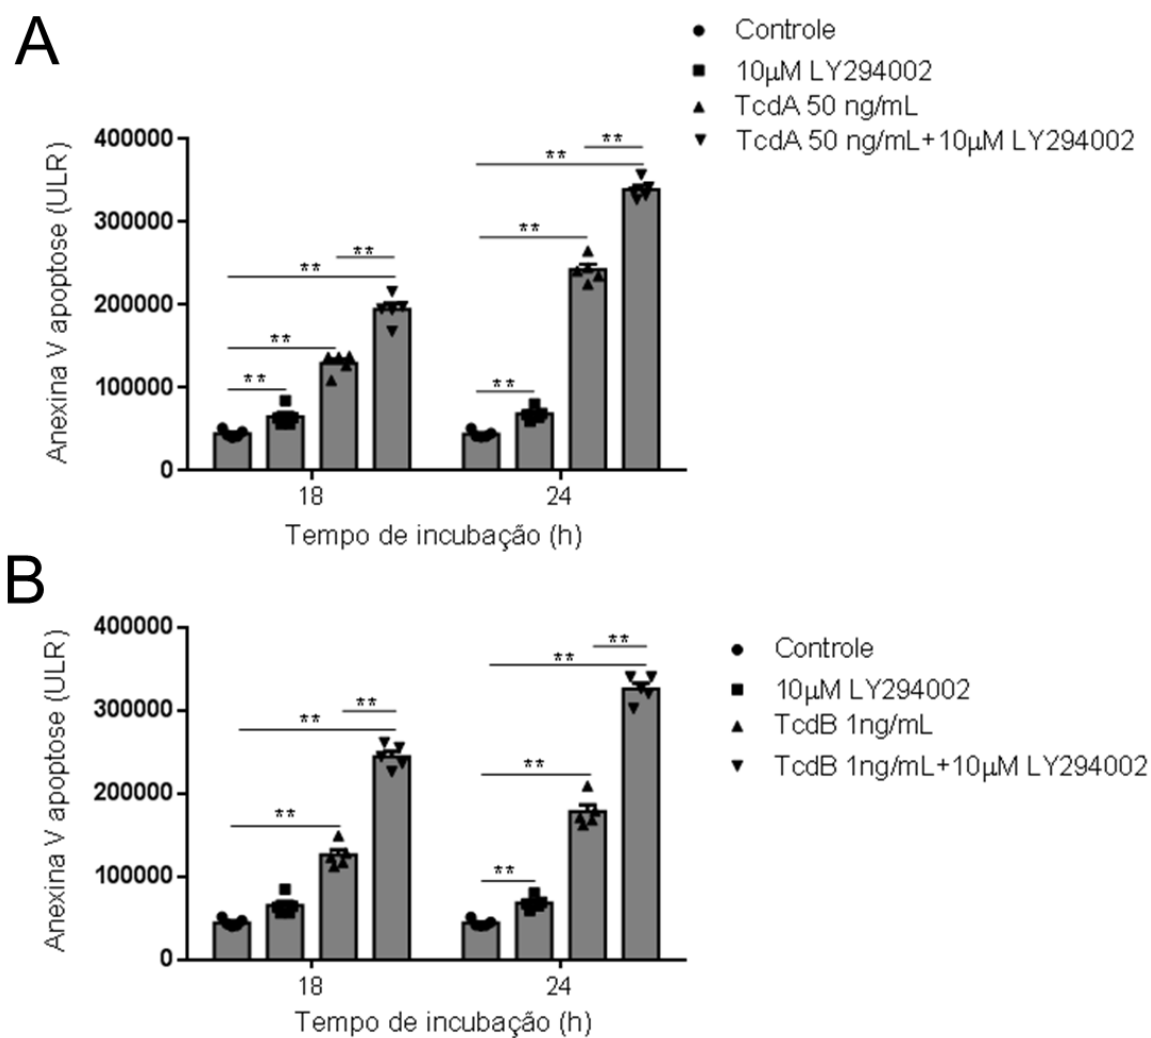 A
Controle
10µM LY294002
TcdA 50 ng/mL
TcdA 50 ng/mL+10µM LY294002
Anexina V apoptose (ULR)
400000
300000
200000
100000
0
** ** ** **
** ** ** **
18 24
Tempo de incubação (h)
B
Controle
10µM LY294002
TcdB 1ng/mL
TcdB 1ng/mL+10µM LY294002
Anexina V apoptose (ULR)
400000
300000
200000
100000
0
** ** **
** ** ** **
18 24
Tempo de incubação (h)